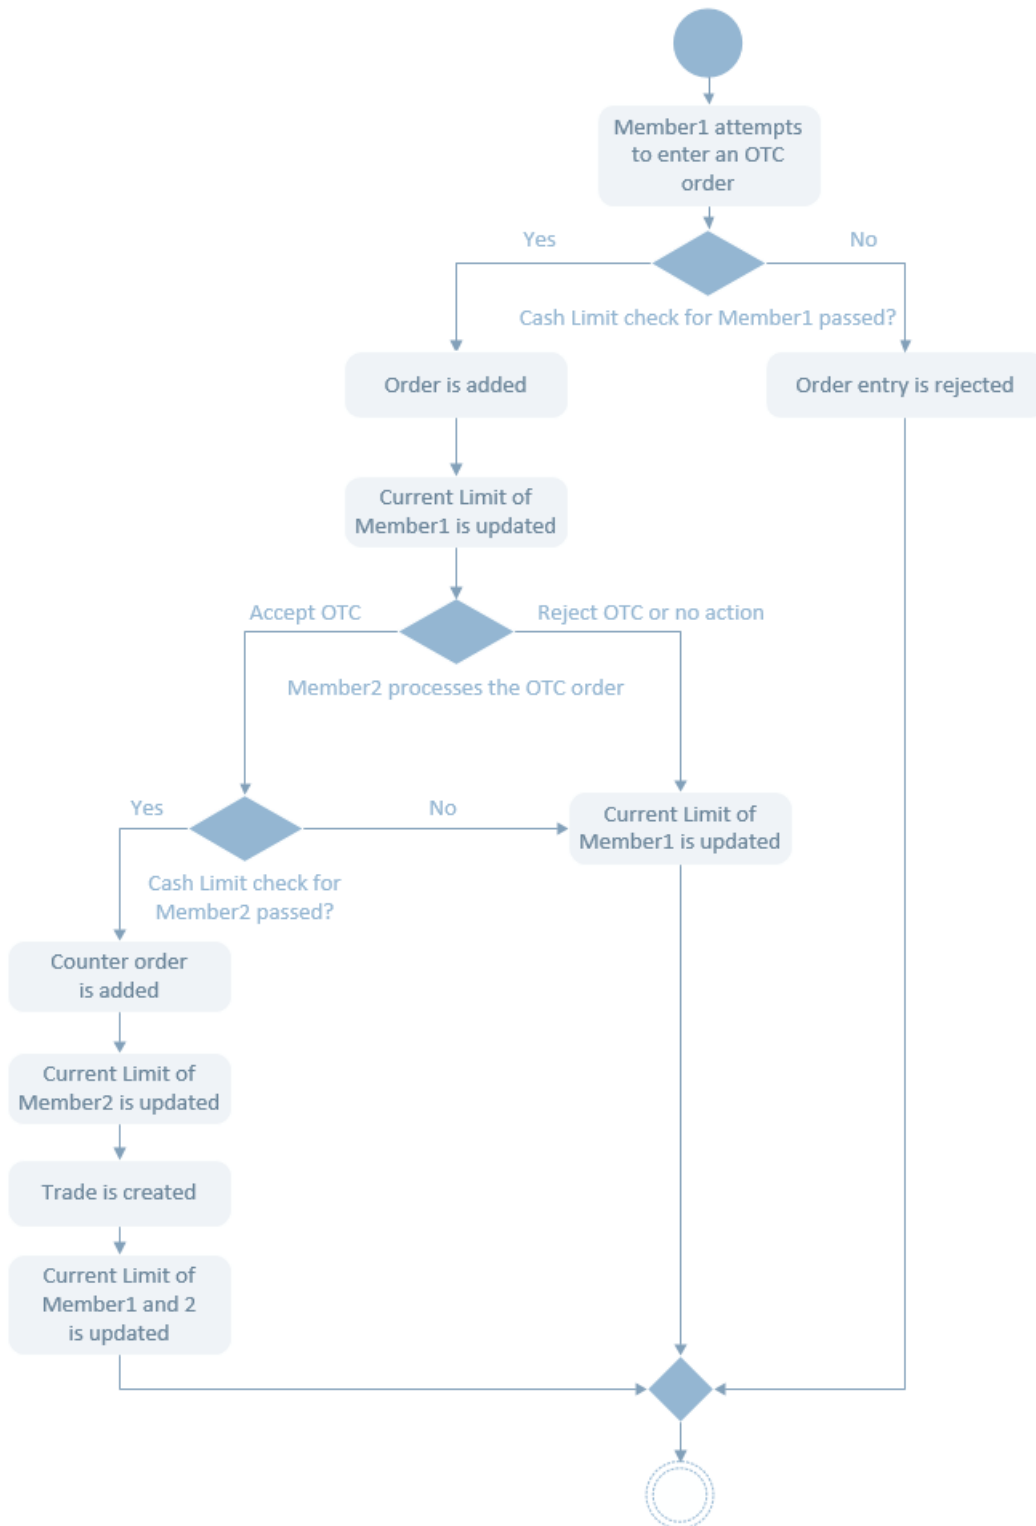 Member1 attempts
to enter an OTC
order
Yes
No
Cash Limit check for Member1 passed?
Order is added
Order entry is rejected
Current Limit of
Member1 is updated
Accept OTC
Reject OTC or no action
Member2 processes the OTC order
Yes
No
Current Limit of
Member1 is updated
Cash Limit check for
Member2 passed?
Counter order
is added
Current Limit of
Member2 is updated
Trade is created
Current Limit of
Member1 and 2
is updated